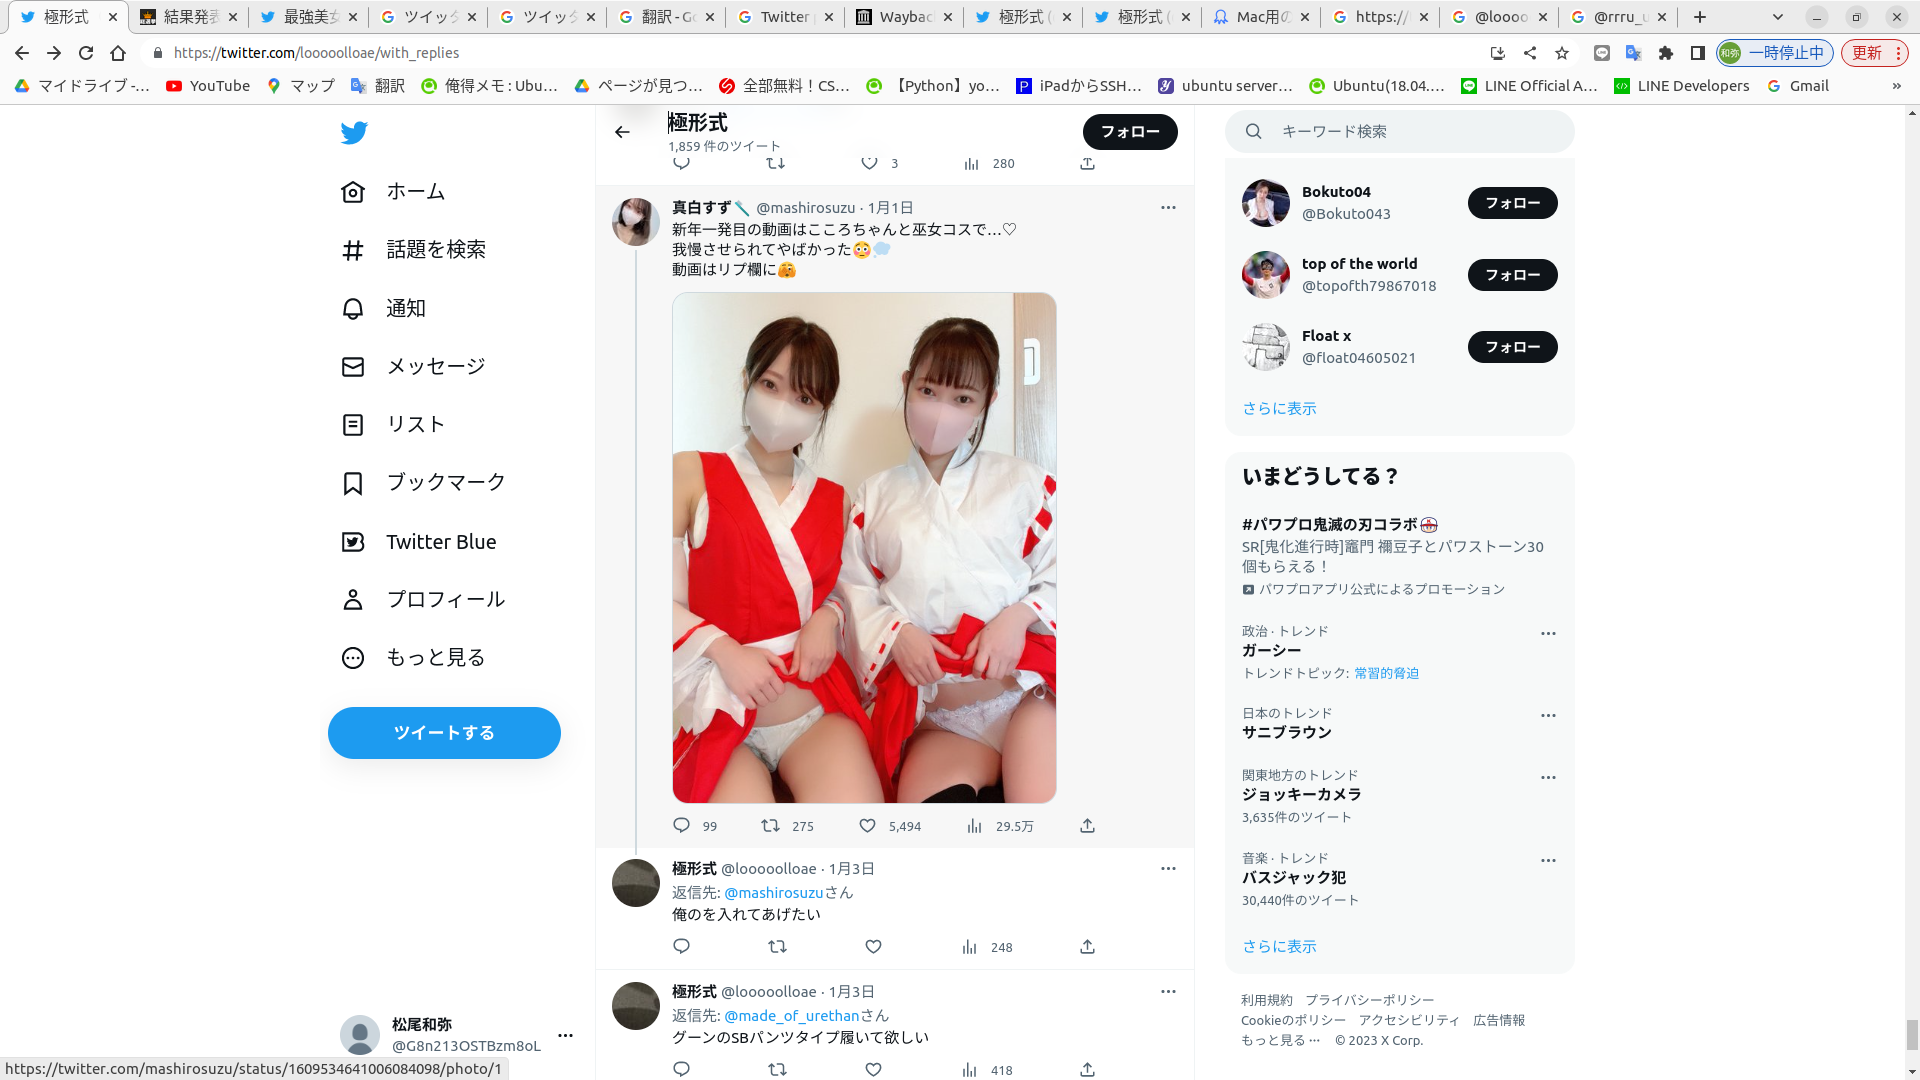 極形式
結果発表
最強美女
ツイッタ
ツイッタ
翻訳 - Go
Twitter
Wayba
極形式 (
極形式 (
Mac用の
https://
@loooo
@rrru_u
https://twitter.com/looooolloae/with_replies
和弥 一時停止中
更新
マイドライブ -...
YouTube
マップ
翻訳
俺得メモ : Ubu...
ページが見つ...
全部無料！CS...
【Python】yo...
iPadからSSH...
ubuntu server...
Ubuntu(18.04....
LINE Official A...
LINE Developers
Gmail
»
ホーム
話題を検索
通知
メッセージ
リスト
ブックマーク
Twitter Blue
プロフィール
もっと見る
ツイートする
松尾和弥
@G8n213OSTBzm8oL
https://twitter.com/mashirosuzu/status/1609534641006084098/photo/1
極形式
1,859 件のツイート
フォロー
3 280
真白すず @mashirosuzu · 1月1日
新年一発目の動画はこころちゃんと巫女コスで…♡
我慢させられてやばかった😳💭
動画はリプ欄に🫣
99 275 5,494 29.5万
極形式 @looooolloae · 1月3日
返信先: @mashirosuzuさん
俺のを入れてあげたい
248
極形式 @looooolloae · 1月3日
返信先: @made_of_urethanさん
グーンのSBパンツタイプ履いて欲しい
418
キーワード検索
Bokuto04
@Bokuto043
フォロー
top of the world
@topofth79867018
フォロー
Float x
@float04605021
フォロー
さらに表示
いまどうしてる？
#パワプロ鬼滅の刃コラボ
SR[鬼化進行時]竈門 禰豆子とパワストーン30
個もらえる！
パワプロアプリ公式によるプロモーション
政治 · トレンド
ガーシー
トレンドトピック: 常習的脅迫
日本のトレンド
サニブラウン
関東地方のトレンド
ジョッキーカメラ
3,635件のツイート
音楽 · トレンド
バスジャック犯
30,440件のツイート
さらに表示
利用規約 プライバシーポリシー
Cookieのポリシー アクセシビリティ 広告情報
もっと見る ··· © 2023 X Corp.